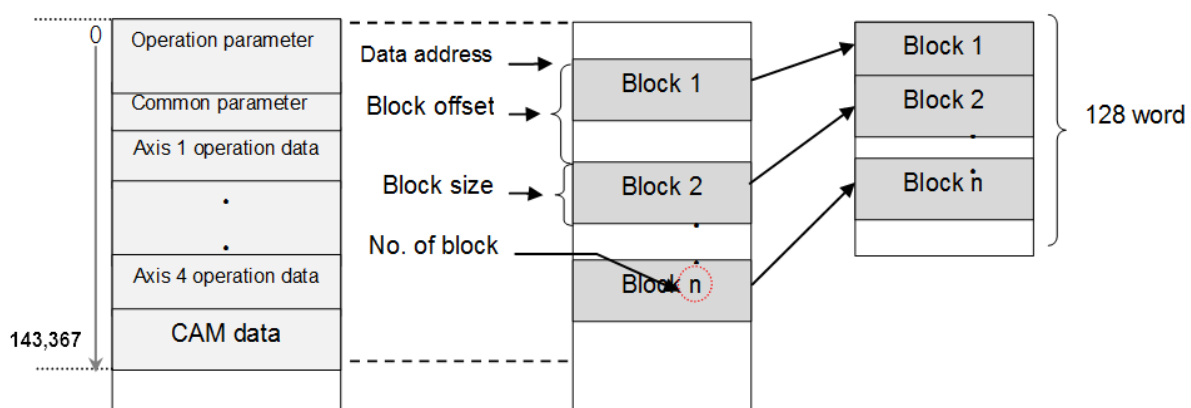 0
Operation parameter
Common parameter
Axis 1 operation data
Axis 4 operation data
CAM data
143,367
Data address
Block offset
Block size
No. of block
Block 1
Block 2
Block n
Block 1
Block 2
Block n
128 word